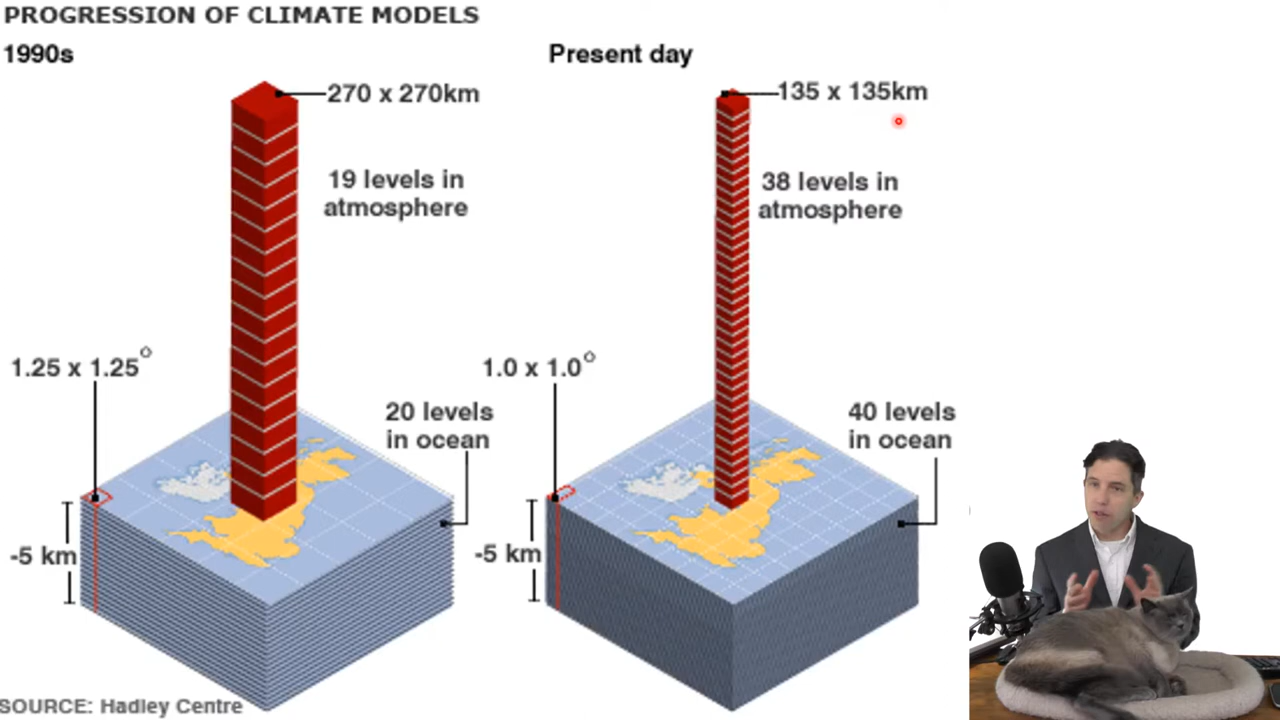 PROGRESSION OF CLIMATE MODELS
1990s
270 x 270km
19 levels in
atmosphere
1.25 x 1.25°
20 levels
in ocean
-5 km
Present day
135 x 135km
38 levels in
atmosphere
1.0 x 1.0°
40 levels
in ocean
-5 km
SOURCE: Hadley Centre